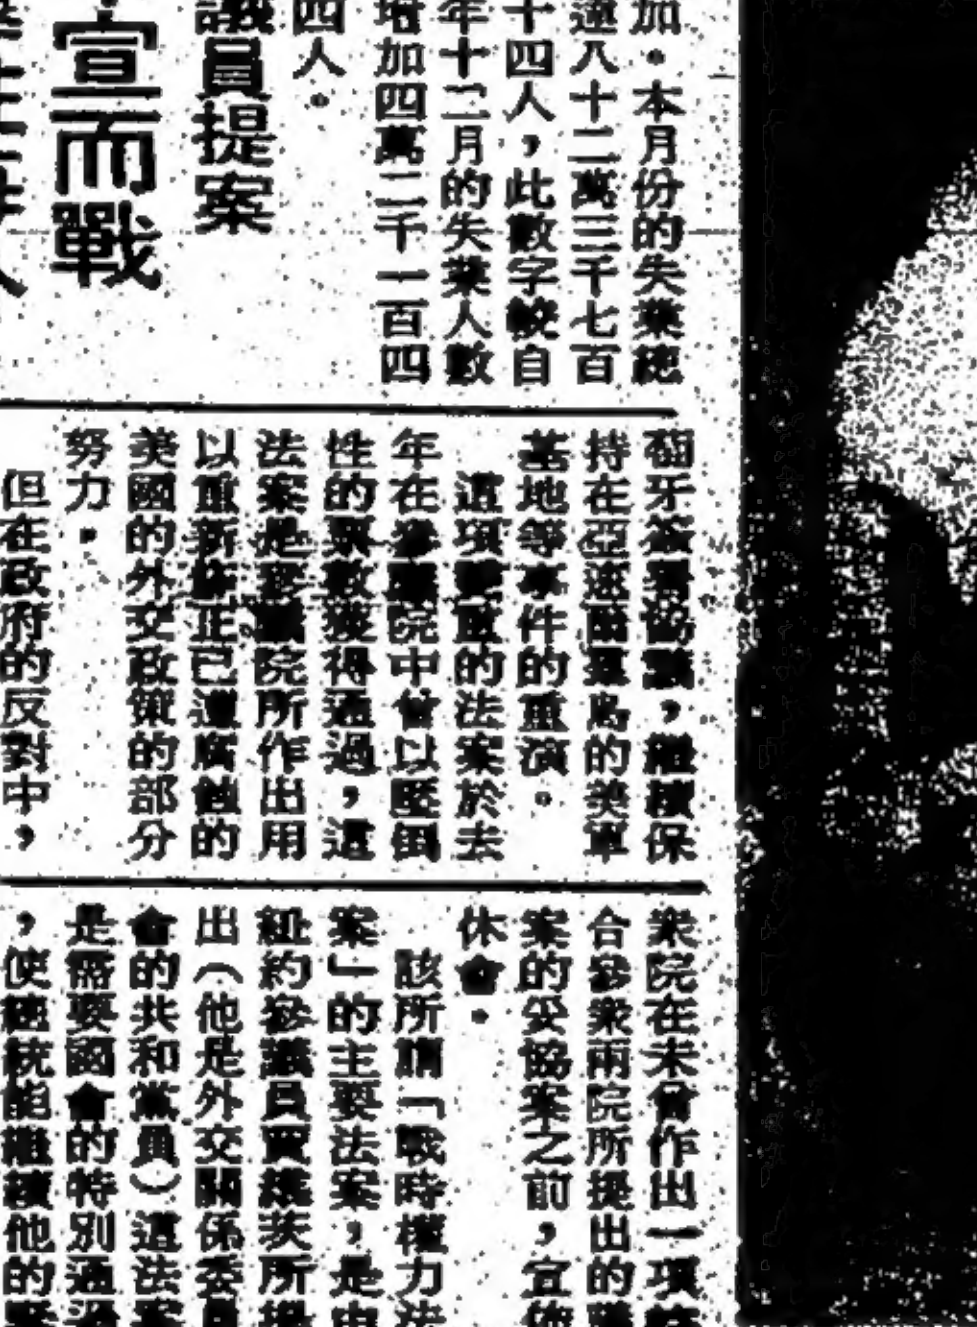 加。本月份的失業總
達八十二萬三千七百
十四人，此數字較自
年十二月的失業人數
增加四萬二千一百四
四人。
議員提案
宣而戰
萄牙簽署協議，繼續保
持在亞速爾羣島的美軍
基地等事件的重演。
這項雙重的法案於去
年在參議院中曾以壓倒
性的票數獲得通過，這
法案是參議院所作出用
以重新修正已遭腐蝕的
美國的外交政策的部分
努力。
但在政府的反對中，
衆院在未曾作出一項
合參衆兩院所提出的
案的妥協案之前，宣佈
休會。
該所謂「戰時權力法
案」的主要法案，是由
紐約參議員賈維茨所提
出（他是外交關係委員
會的共和黨員）這法案
是需要國會的特別通過
，使總統能繼續他的